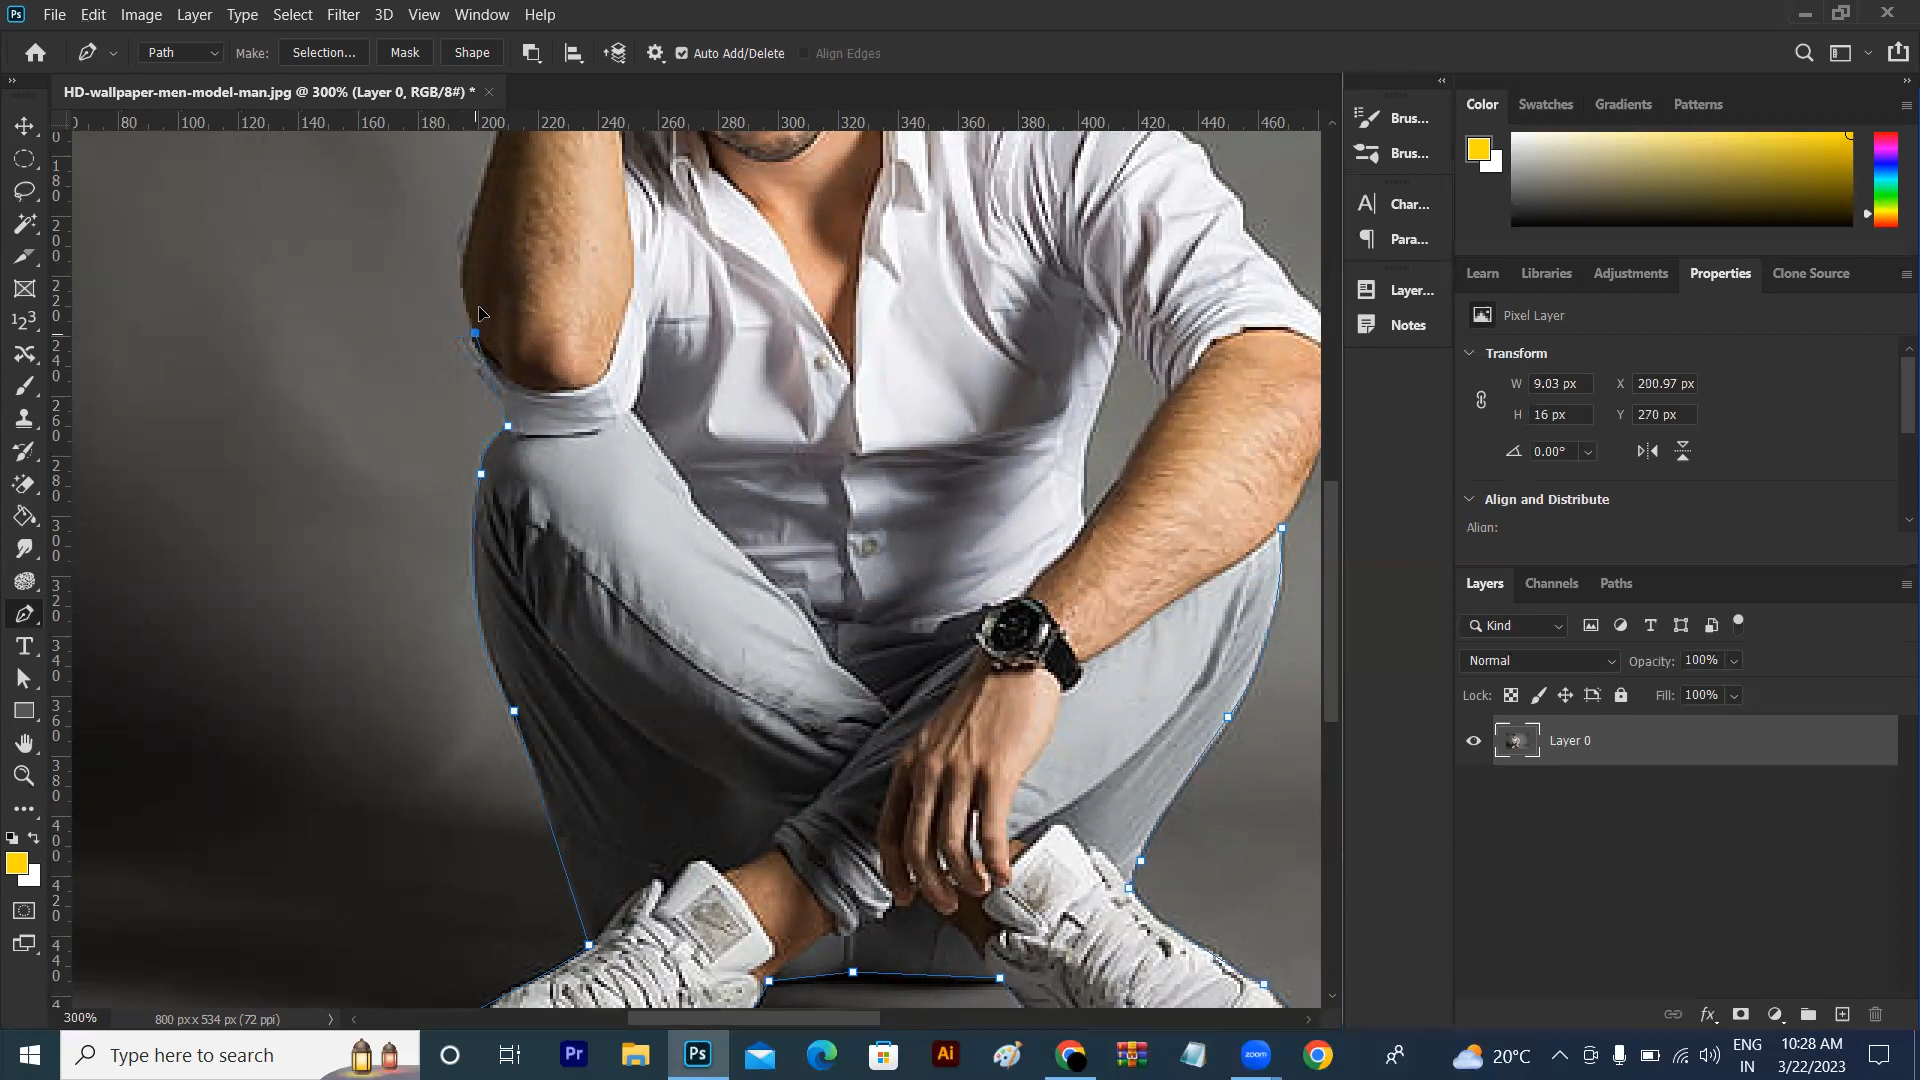 Ps File Edit Image Layer Type Select Filter 3D View Window Help
Path Make: Selection... Mask Shape Auto Add/Delete Align Edges
HD-wallpaper-men-model-man.jpg @ 300% (Layer 0, RGB/8#) *
80 100 120 140 160 180 200 220 240 260 280 300 320 340 360 380 400 420 440 460
Brus...
Brus...
Char...
Para...
Layer...
Notes
Color Swatches Gradients Patterns
Learn Libraries Adjustments Properties Clone Source
Pixel Layer
Transform
W 9.03 px X 200.97 px
H 16 px Y 270 px
0.00°
Align and Distribute
Align:
Layers Channels Paths
Kind
Normal Opacity: 100%
Lock: Fill: 100%
Layer 0
300% 800 px x 534 px (72 ppi)
Type here to search
Pr Ps Ai zoom
20°C
ENG
IN
10:28 AM
3/22/2023